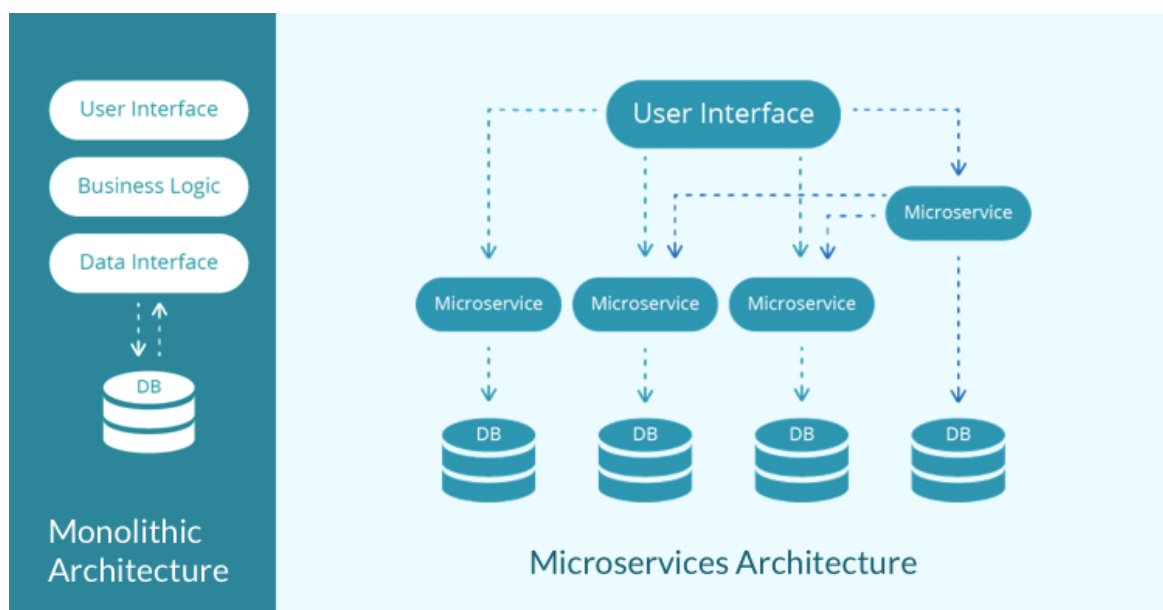 User Interface
Business Logic
Data Interface
DB
Monolithic
Architecture
User Interface
Microservice
Microservice
Microservice
Microservice
DB
DB
DB
DB
Microservices Architecture